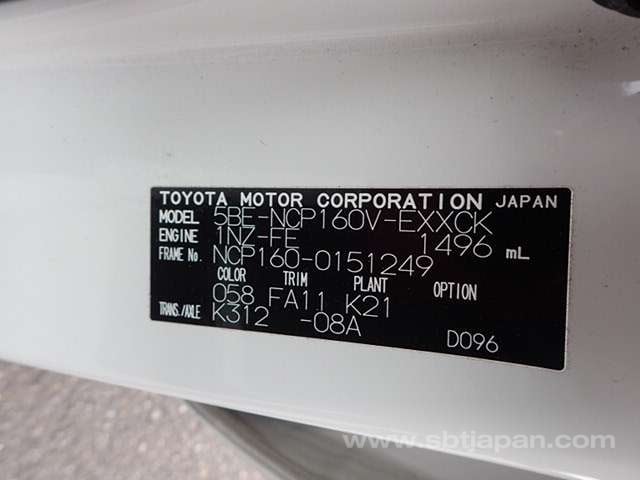 TOYOTA MOTOR CORPORATION JAPAN
MODEL 5BE-NCP160V-EXXCK
ENGINE 1NZ-FE 1496 mL
FRAME No. NCP160-0151249
COLOR TRIM PLANT OPTION
058 FA11 K21
TRANS./AXLE K312 -08A
D096
www.sbtjapan.com